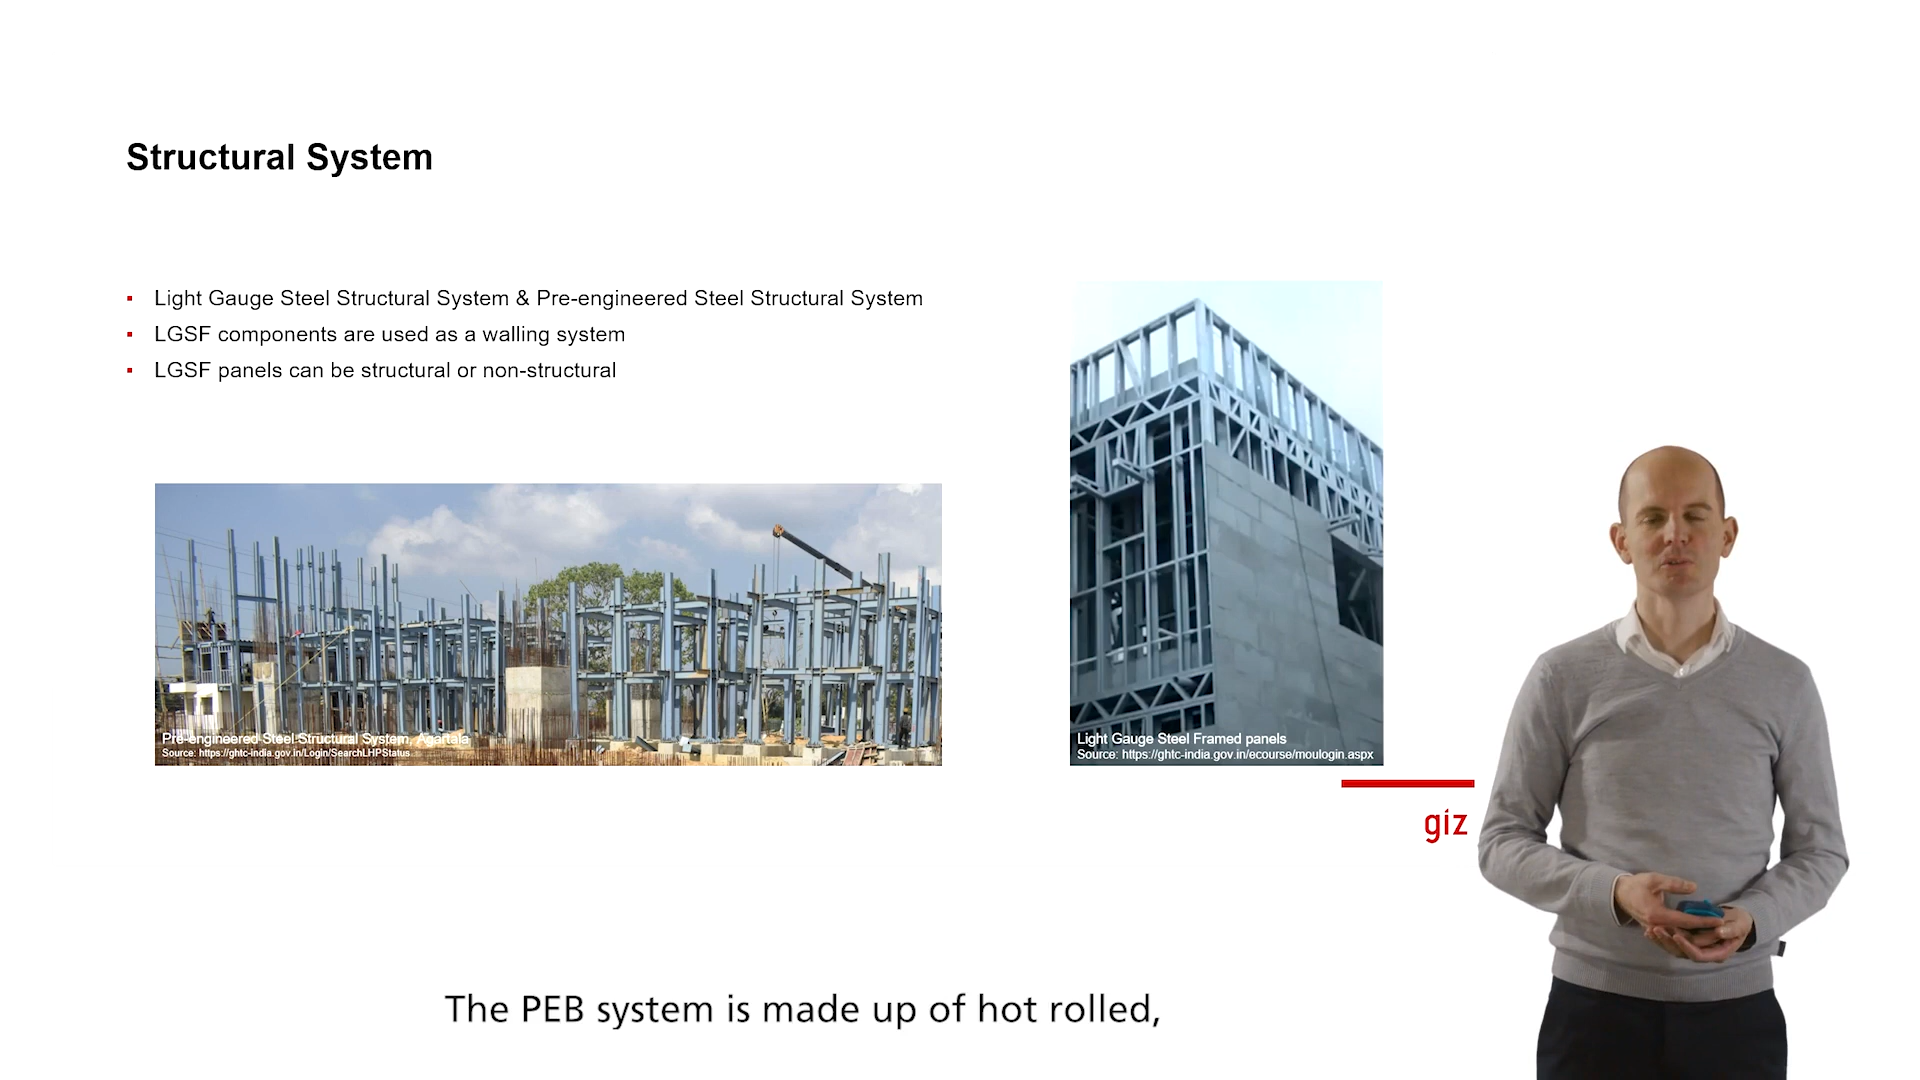 Structural System
▪ Light Gauge Steel Structural System & Pre-engineered Steel Structural System
▪ LGSF components are used as a walling system
▪ LGSF panels can be structural or non-structural
Pre-engineered Steel Structural System, Agartala
Source: https://ghtc-india.gov.in/Login/SearchLHPStatus
Light Gauge Steel Framed panels
Source: https://ghtc-india.gov.in/ecourse/moulogin.aspx
giz
The PEB system is made up of hot rolled,